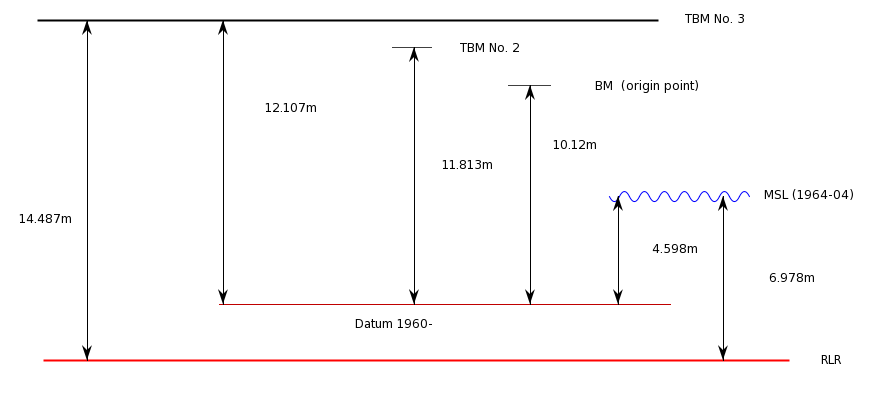 TBM No. 3
TBM No. 2
BM (origin point)
12.107m
10.12m
11.813m
MSL (1964-04)
14.487m
4.598m
6.978m
Datum 1960-
RLR